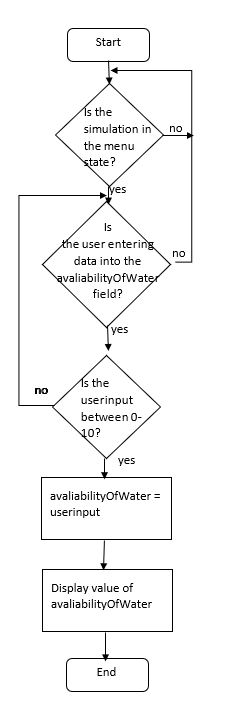 Start
Is the
simulation in
the menu
state?
no
yes
Is
the user entering
data into the
avaliabilityOfWater
field?
no
yes
Is the
userinput
between 0-
10?
no
yes
avaliabilityOfWater =
userinput
Display value of
avaliabilityOfWater
End